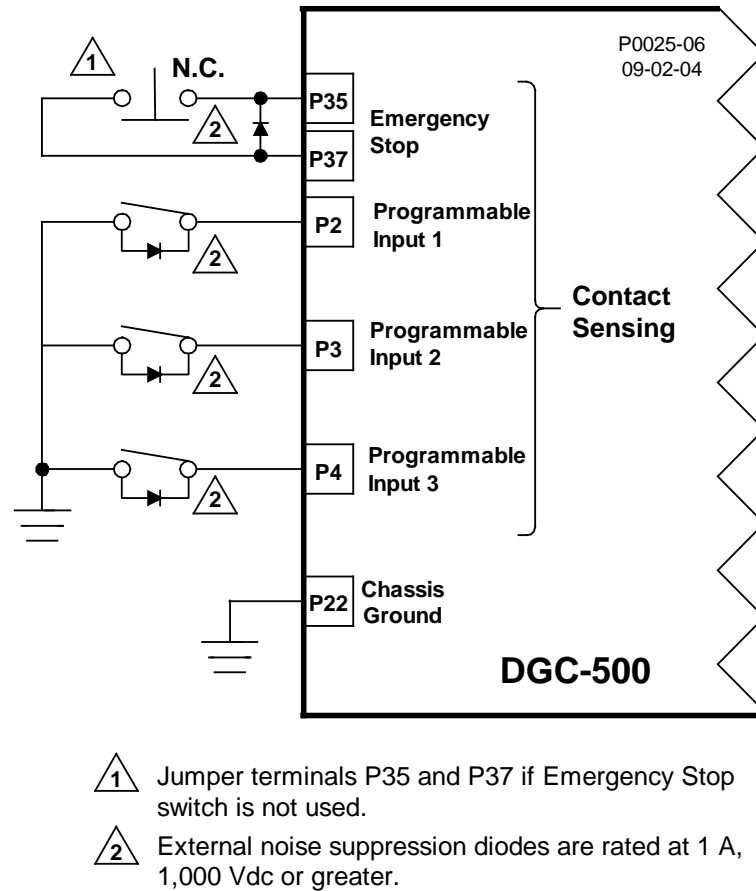 P0025-06
09-02-04
1
N.C.
2
P35
Emergency
Stop
P37
P2
Programmable
Input 1
2
Contact
Sensing
P3
Programmable
Input 2
2
P4
Programmable
Input 3
2
P22
Chassis
Ground
DGC-500
1 Jumper terminals P35 and P37 if Emergency Stop
switch is not used.
2 External noise suppression diodes are rated at 1 A,
1,000 Vdc or greater.